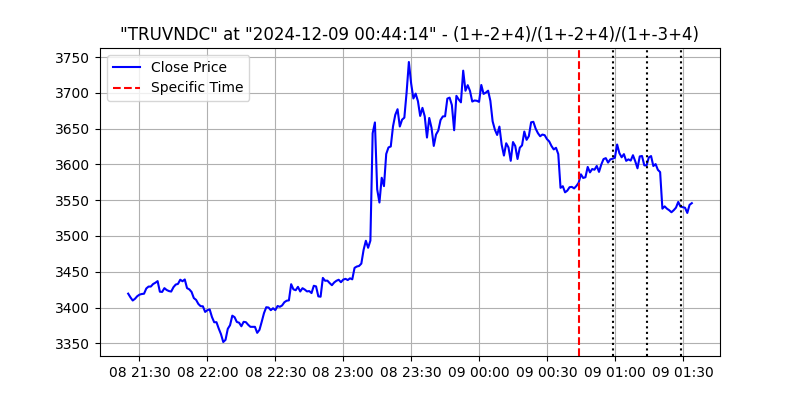 "TRUVNDC" at "2024-12-09 00:44:14" - (1+-2+4)/(1+-2+4)/(1+-3+4)
Close Price
Specific Time
3750
3700
3650
3600
3550
3500
3450
3400
3350
08 21:30 08 22:00 08 22:30 08 23:00 08 23:30 09 00:00 09 00:30 09 01:00 09 01:30